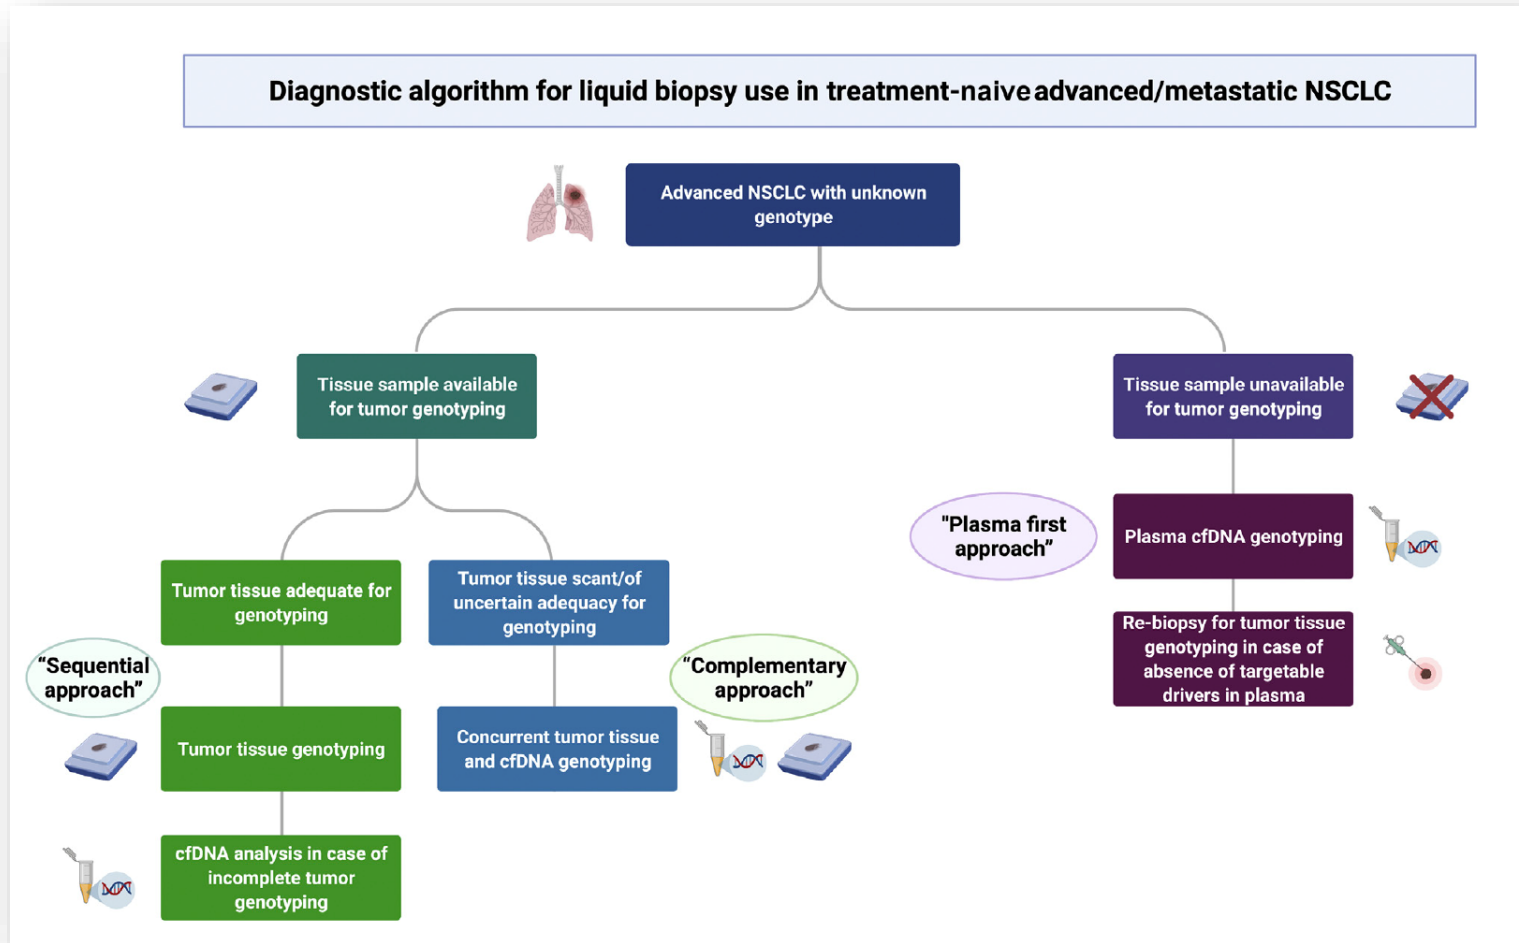 Diagnostic algorithm for liquid biopsy use in treatment-naive advanced/metastatic NSCLC
Advanced NSCLC with unknown
genotype
Tissue sample available
for tumor genotyping
Tissue sample unavailable
for tumor genotyping
"Plasma first
approach”
Plasma cfDNA genotyping
Re-biopsy for tumor tissue
genotyping in case of
absence of targetable
drivers in plasma
Tumor tissue adequate for
genotyping
Tumor tissue scant/of
uncertain adequacy for
genotyping
“Sequential
approach”
“Complementary
approach”
Tumor tissue genotyping
Concurrent tumor tissue
and cfDNA genotyping
cfDNA analysis in case of
incomplete tumor
genotyping